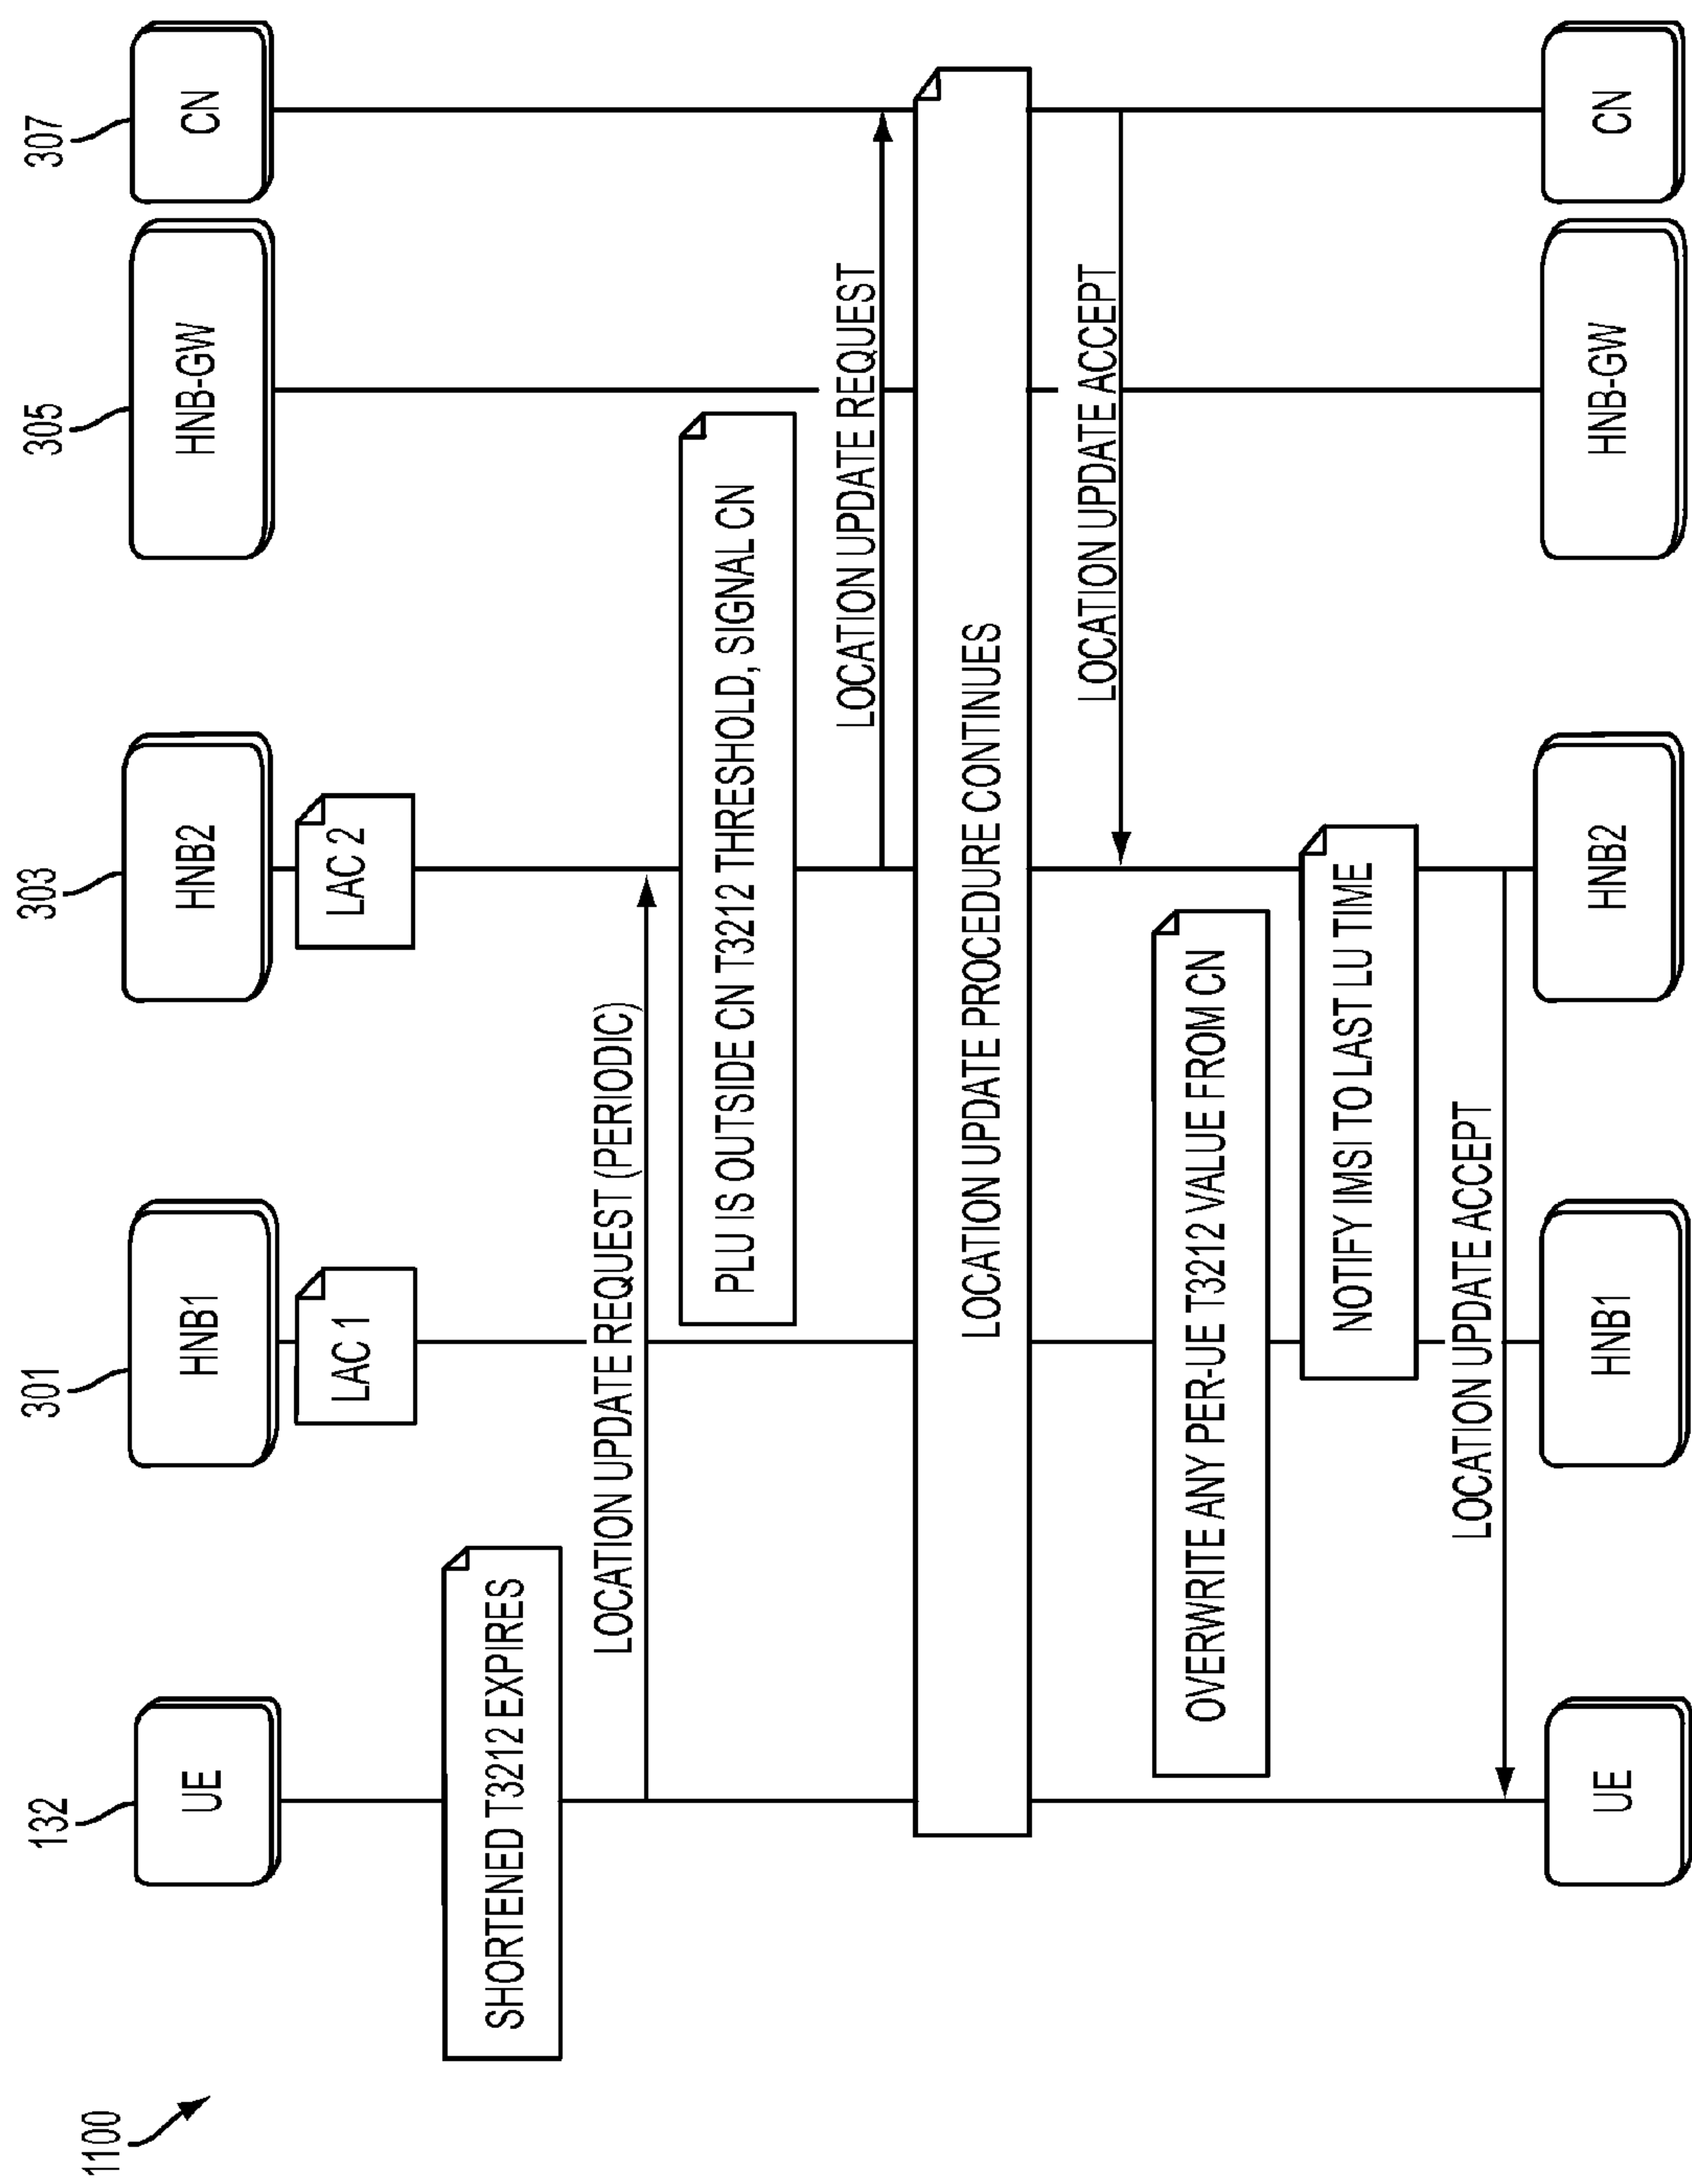 1100
132
301
303
305
307
UE
HNB1
HNB2
HNB-GW
CN
LAC 1
LAC 2
SHORTENED T3212 EXPIRES
LOCATION UPDATE REQUEST (PERIODIC)
PLU IS OUTSIDE CN T3212 THRESHOLD, SIGNAL CN
LOCATION UPDATE REQUEST
LOCATION UPDATE PROCEDURE CONTINUES
LOCATION UPDATE ACCEPT
OVERWRITE ANY PER-UE T3212 VALUE FROM CN
NOTIFY IMSI TO LAST LU TIME
LOCATION UPDATE ACCEPT
UE
HNB1
HNB2
HNB-GW
CN